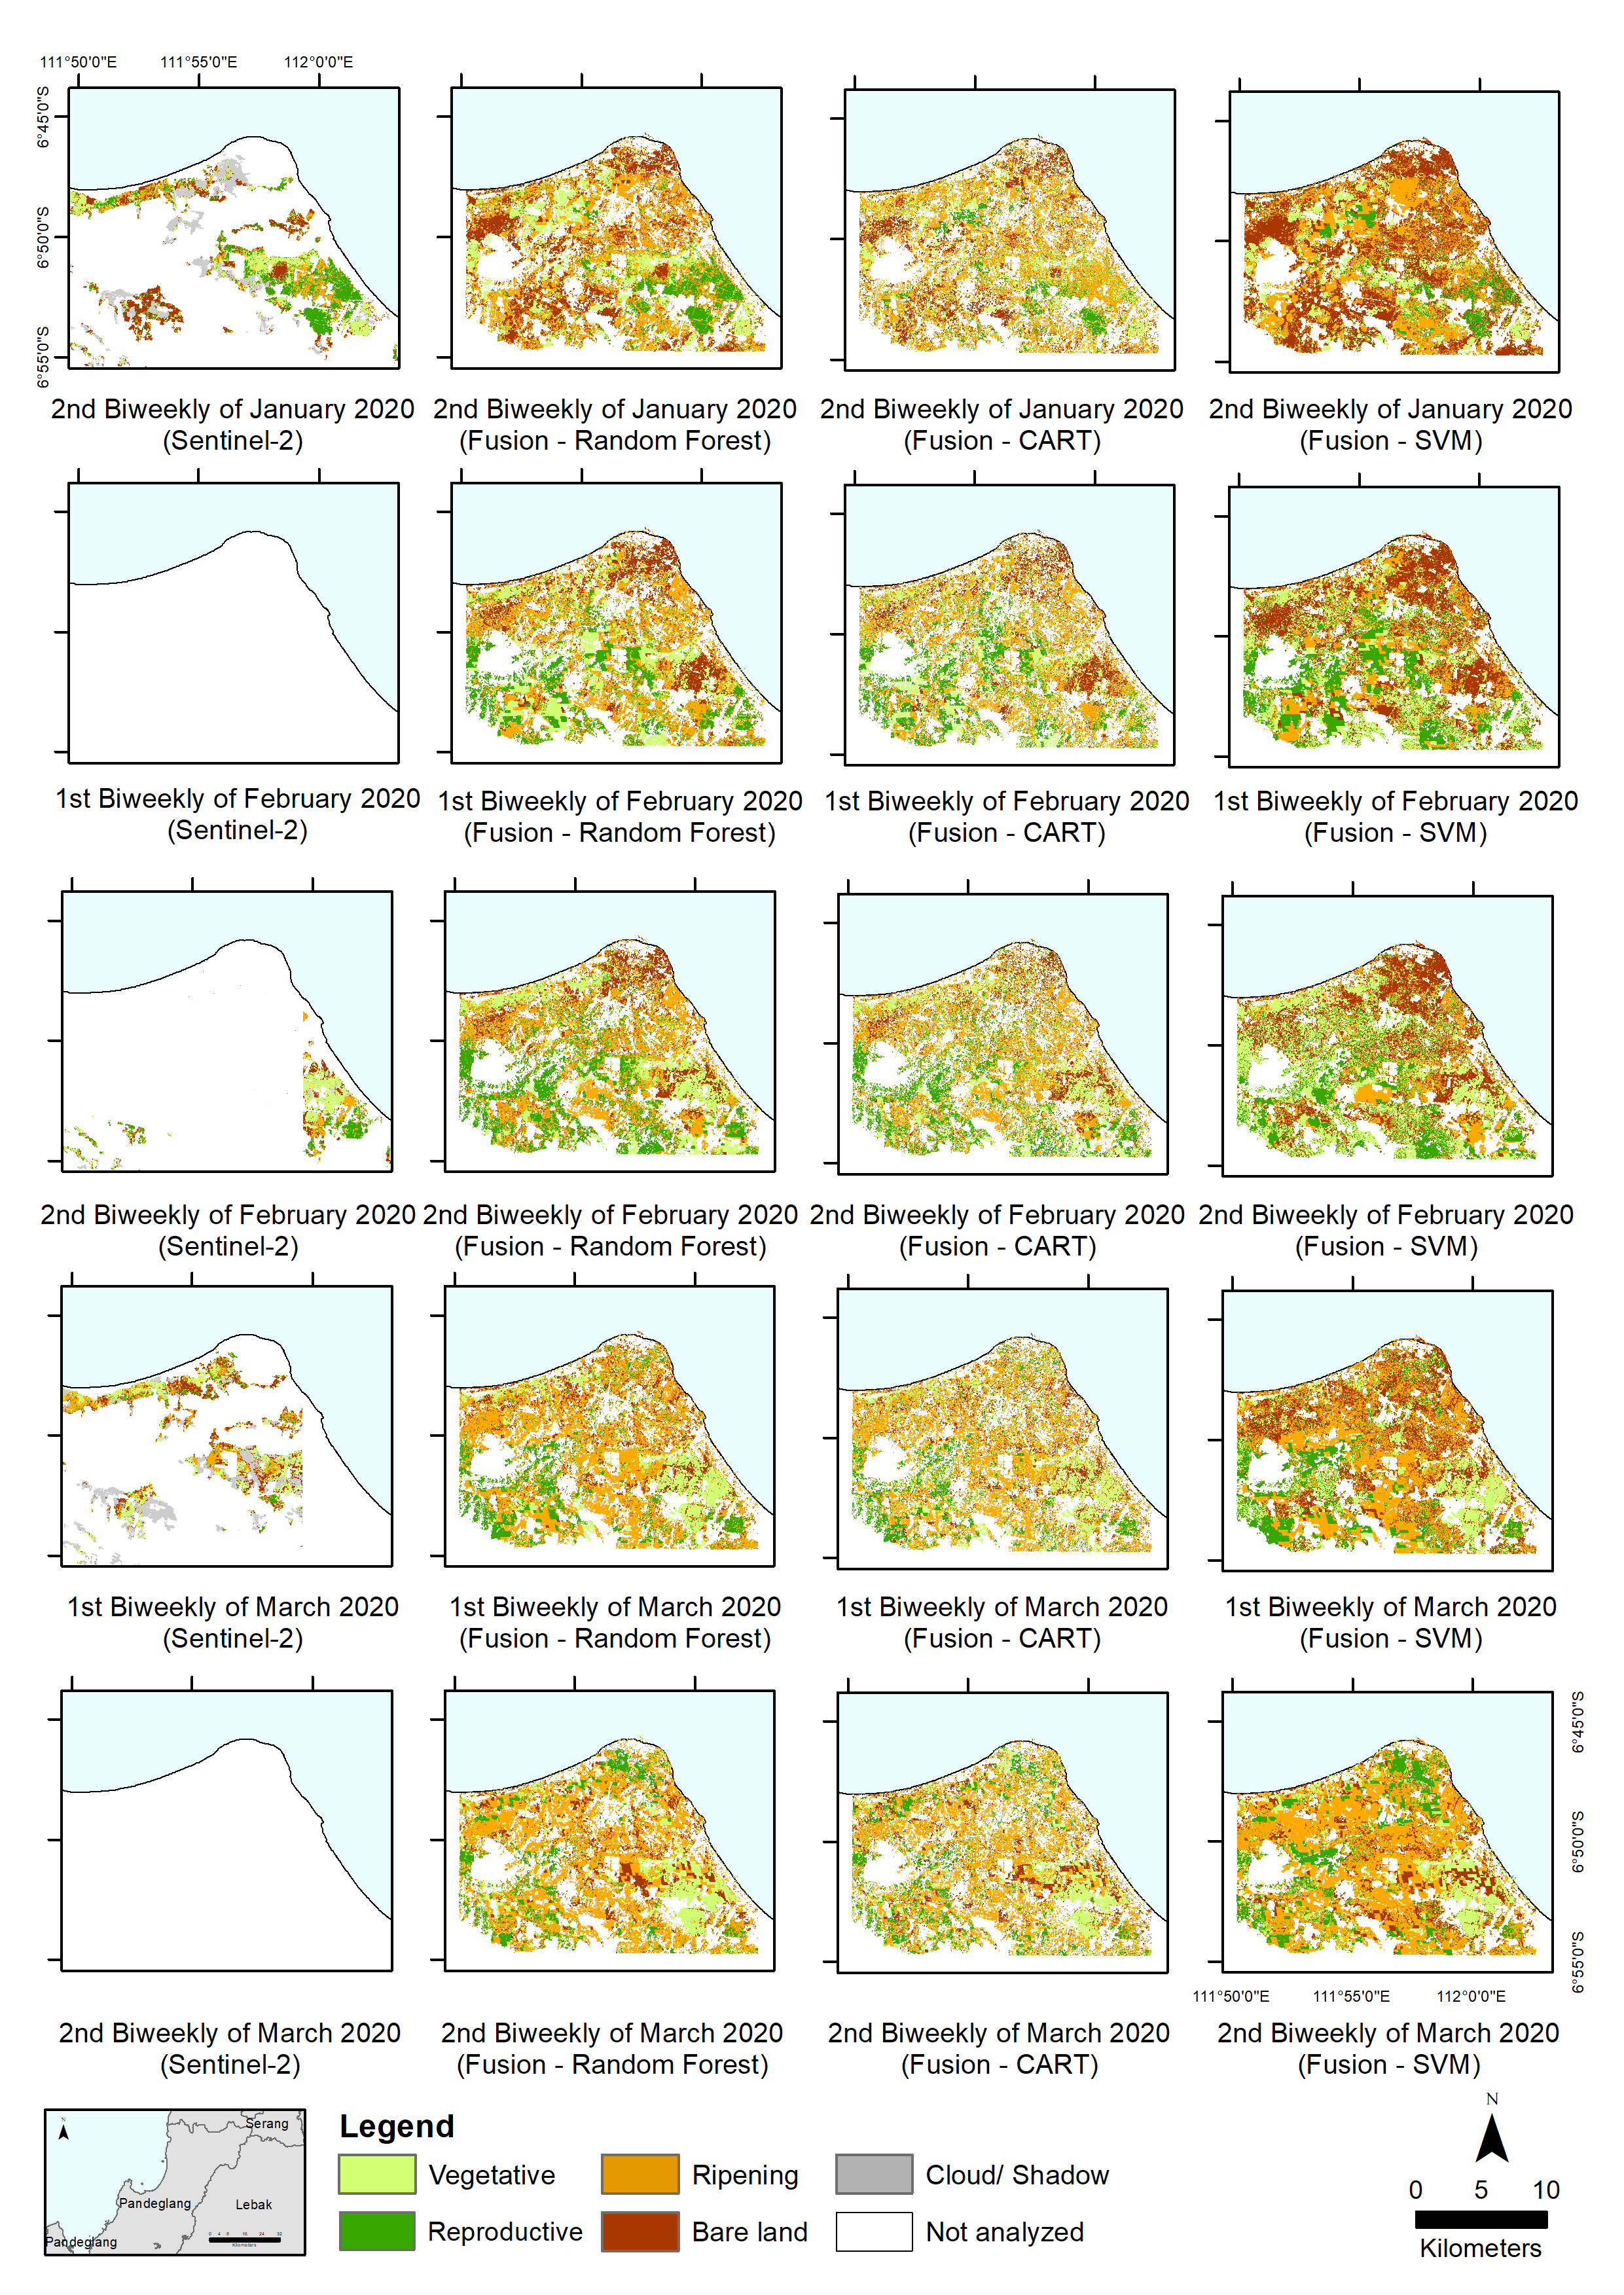 111°50'0"E 111°55'0"E 112°0'0"E
6°45'0"S
6°50'0"S
6°55'0"S
2nd Biweekly of January 2020
(Sentinel-2)
2nd Biweekly of January 2020
(Fusion - Random Forest)
2nd Biweekly of January 2020
(Fusion - CART)
2nd Biweekly of January 2020
(Fusion - SVM)
1st Biweekly of February 2020
(Sentinel-2)
1st Biweekly of February 2020
(Fusion - Random Forest)
1st Biweekly of February 2020
(Fusion - CART)
1st Biweekly of February 2020
(Fusion - SVM)
2nd Biweekly of February 2020
(Sentinel-2)
2nd Biweekly of February 2020
(Fusion - Random Forest)
2nd Biweekly of February 2020
(Fusion - CART)
2nd Biweekly of February 2020
(Fusion - SVM)
1st Biweekly of March 2020
(Sentinel-2)
1st Biweekly of March 2020
(Fusion - Random Forest)
1st Biweekly of March 2020
(Fusion - CART)
1st Biweekly of March 2020
(Fusion - SVM)
6°45'0"S
6°50'0"S
6°55'0"S
111°50'0"E 111°55'0"E 112°0'0"E
2nd Biweekly of March 2020
(Sentinel-2)
2nd Biweekly of March 2020
(Fusion - Random Forest)
2nd Biweekly of March 2020
(Fusion - CART)
2nd Biweekly of March 2020
(Fusion - SVM)
N
Serang
Pandeglang
Lebak
Pandeglang
0 4 8 16 24 32
Kilometers
Legend
Vegetative
Ripening
Cloud/ Shadow
Reproductive
Bare land
Not analyzed
N
0 5 10
Kilometers